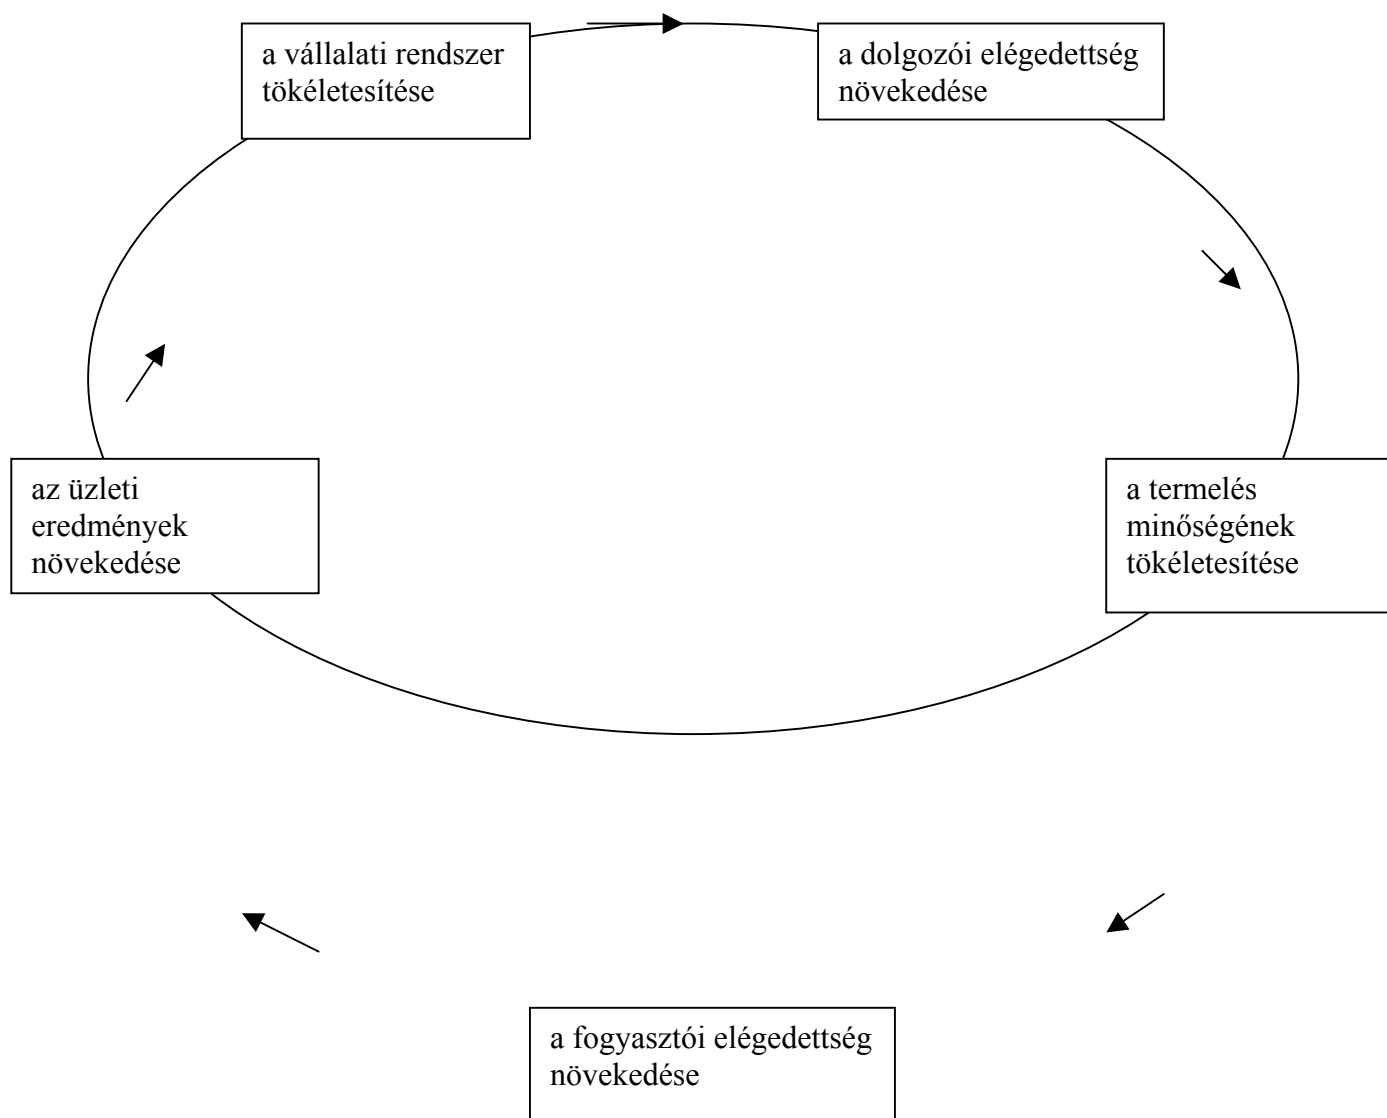 a vállalati rendszer
tökéletesítése
a dolgozói elégedettség
növekedése
az üzleti
eredmények
növekedése
a termelés
minőségének
tökéletesítése
a fogyasztói elégedettség
növekedése